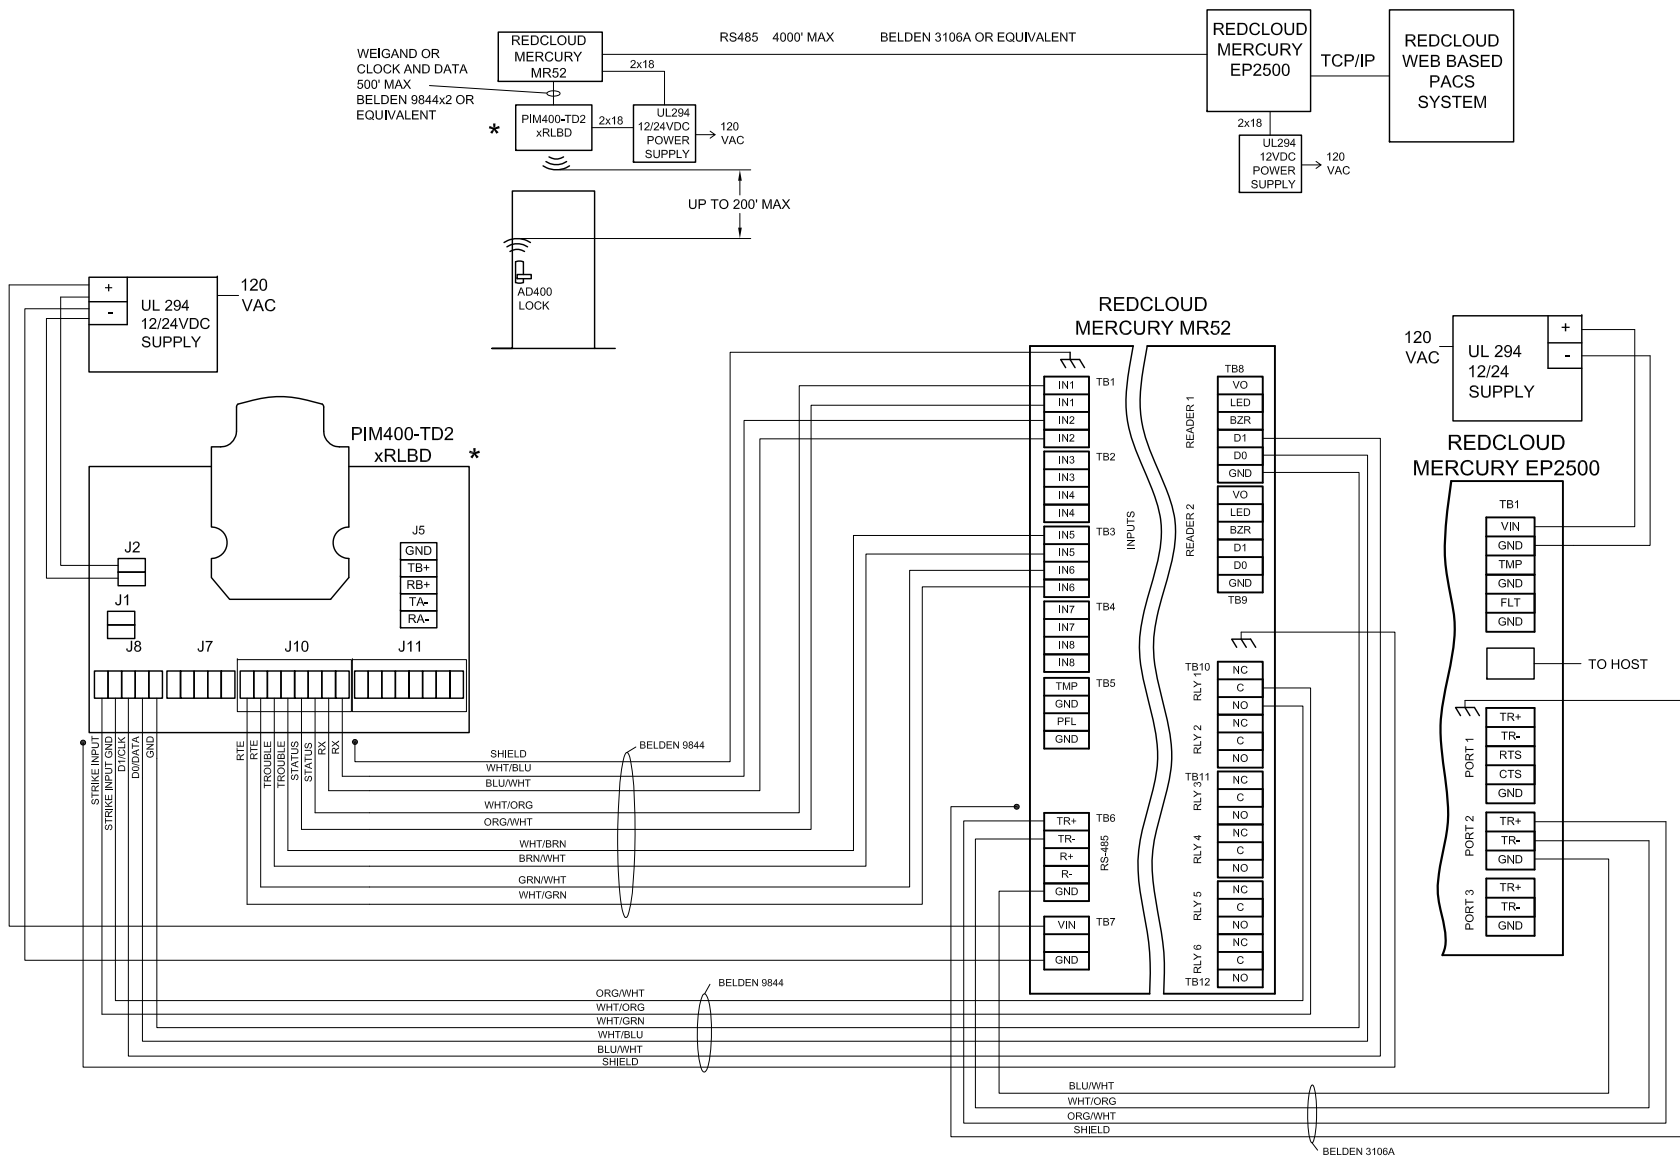 WEIGAND OR
CLOCK AND DATA
500' MAX
BELDEN 9844x2 OR
EQUIVALENT
REDCLOUD
MERCURY
MR52
2x18
RS485 4000' MAX BELDEN 3106A OR EQUIVALENT
REDCLOUD
MERCURY
EP2500
TCP/IP
REDCLOUD
WEB BASED
PACS
SYSTEM
*
PIM400-TD2
xRLBD
2x18
UL294
12/24VDC
POWER
SUPPLY
120
VAC
2x18
UL294
12VDC
POWER
SUPPLY
120
VAC
UP TO 200' MAX
AD400
LOCK
+
-
UL 294
12/24VDC
SUPPLY
120
VAC
PIM400-TD2
xRLBD
*
J2
J1
J5
GND
TB+
RB+
TA-
RA-
J8
J7
J10
J11
STRIKE INPUT
STRIKE INPUT GND
D1/CLK
D0/DATA
GND
RTE
RTE
TROUBLE
TROUBLE
STATUS
STATUS
RX
RX
SHIELD
WHT/BLU
BLU/WHT
WHT/ORG
ORG/WHT
WHT/BRN
BRN/WHT
GRN/WHT
WHT/GRN
BELDEN 9844
REDCLOUD
MERCURY MR52
TB1
IN1
IN1
IN2
IN2
TB2
IN3
IN3
IN4
IN4
TB3
IN5
IN5
IN6
IN6
TB4
IN7
IN7
IN8
IN8
TB5
TMP
GND
PFL
GND
TB6
TR+
TR-
R+
R-
GND
RS-485
TB7
VIN
GND
INPUTS
TB8
READER 1
VO
LED
BZR
D1
D0
GND
READER 2
VO
LED
BZR
D1
D0
GND
TB9
TB10
RLY 1
NC
C
NO
RLY 2
NC
C
NO
TB11
RLY 3
NC
C
NO
RLY 4
NC
C
NO
RLY 5
NC
C
NO
RLY 6
NC
C
NO
TB12
120
VAC
UL 294
12/24
SUPPLY
+
-
REDCLOUD
MERCURY EP2500
TB1
VIN
GND
TMP
GND
FLT
GND
TO HOST
PORT 1
TR+
TR-
RTS
CTS
GND
PORT 2
TR+
TR-
GND
PORT 3
TR+
TR-
GND
BELDEN 9844
ORG/WHT
WHT/ORG
WHT/GRN
WHT/BLU
BLU/WHT
SHIELD
BLU/WHT
WHT/ORG
ORG/WHT
SHIELD
BELDEN 3106A